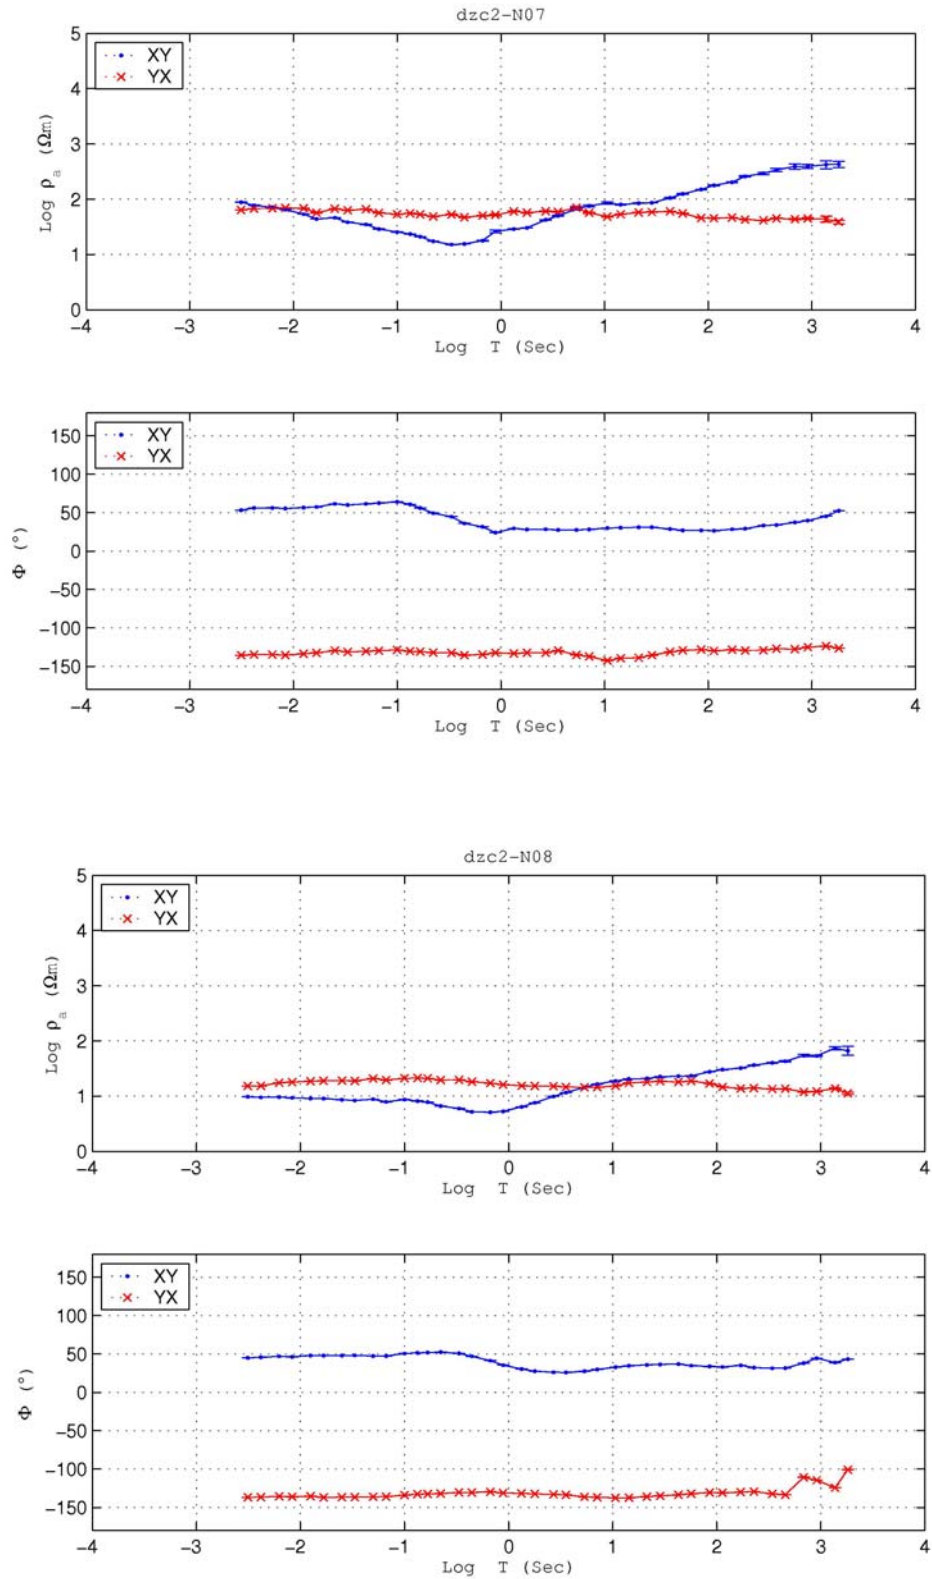 dzc2-N07
5
4
3
2
1
0
Log ρa (Ωm)
XY
YX
−4 −3 −2 −1 0 1 2 3 4
Log T (Sec)
150
100
50
0
−50
−100
−150
Φ (°)
XY
YX
−4 −3 −2 −1 0 1 2 3 4
Log T (Sec)
dzc2-N08
5
4
3
2
1
0
Log ρa (Ωm)
XY
YX
−4 −3 −2 −1 0 1 2 3 4
Log T (Sec)
150
100
50
0
−50
−100
−150
Φ (°)
XY
YX
−4 −3 −2 −1 0 1 2 3 4
Log T (Sec)